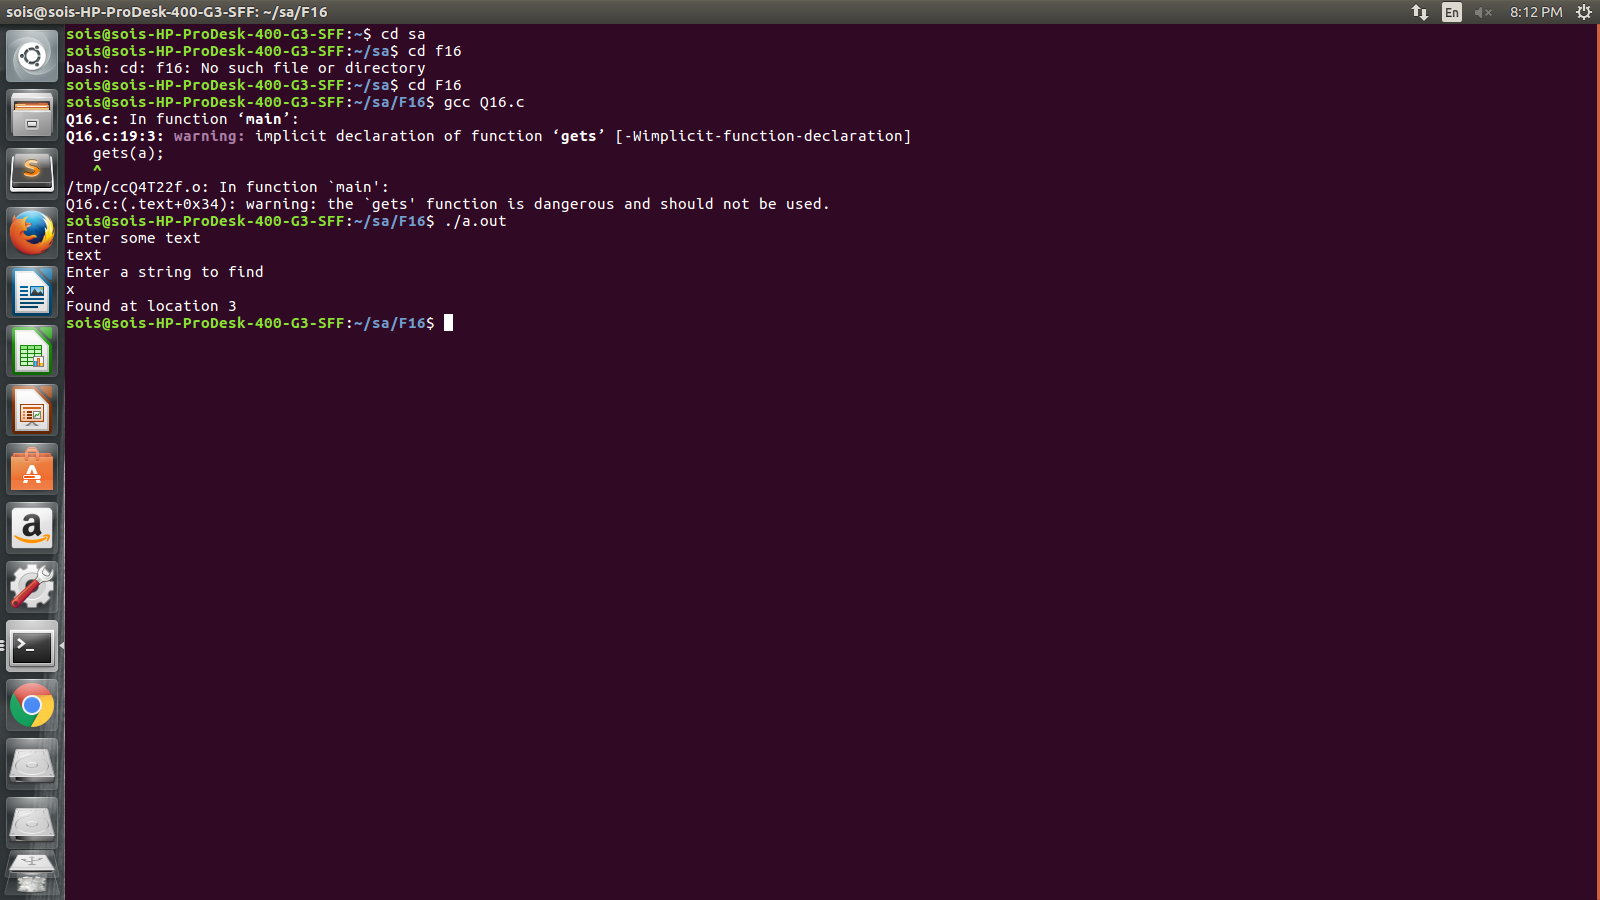 sois@sois-HP-ProDesk-400-G3-SFF: ~/sa/F16
En
8:12 PM
sois@sois-HP-ProDesk-400-G3-SFF:~$ cd sa
sois@sois-HP-ProDesk-400-G3-SFF:~/sa$ cd f16
bash: cd: f16: No such file or directory
sois@sois-HP-ProDesk-400-G3-SFF:~/sa$ cd F16
sois@sois-HP-ProDesk-400-G3-SFF:~/sa/F16$ gcc Q16.c
Q16.c: In function ‘main’:
Q16.c:19:3: warning: implicit declaration of function ‘gets’ [-Wimplicit-function-declaration]
   gets(a);
   ^
/tmp/ccQ4T22f.o: In function `main':
Q16.c:(.text+0x34): warning: the `gets' function is dangerous and should not be used.
sois@sois-HP-ProDesk-400-G3-SFF:~/sa/F16$ ./a.out
Enter some text
text
Enter a string to find
x
Found at location 3
sois@sois-HP-ProDesk-400-G3-SFF:~/sa/F16$